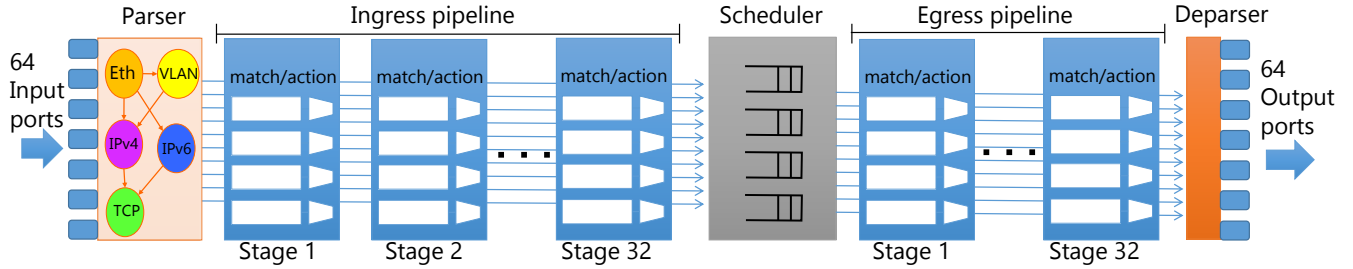 Parser
Ingress pipeline
Scheduler
Egress pipeline
Deparser
64
Input
ports
Eth
VLAN
IPv4
IPv6
TCP
match/action
match/action
match/action
match/action
match/action
64
Output
ports
Stage 1
Stage 2
Stage 32
Stage 1
Stage 32